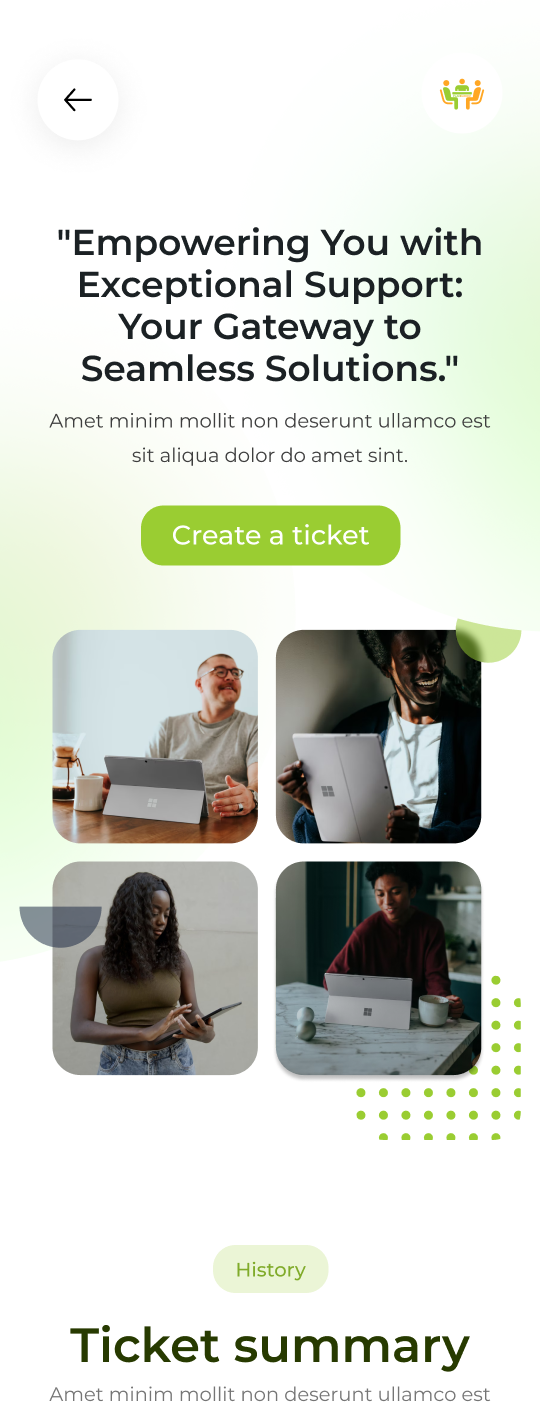 "Empowering You with
Exceptional Support:
Your Gateway to
Seamless Solutions."
Amet minim mollit non deserunt ullamco est
sit aliqua dolor do amet sint.
Create a ticket
History
Ticket summary
Amet minim mollit non deserunt ullamco est